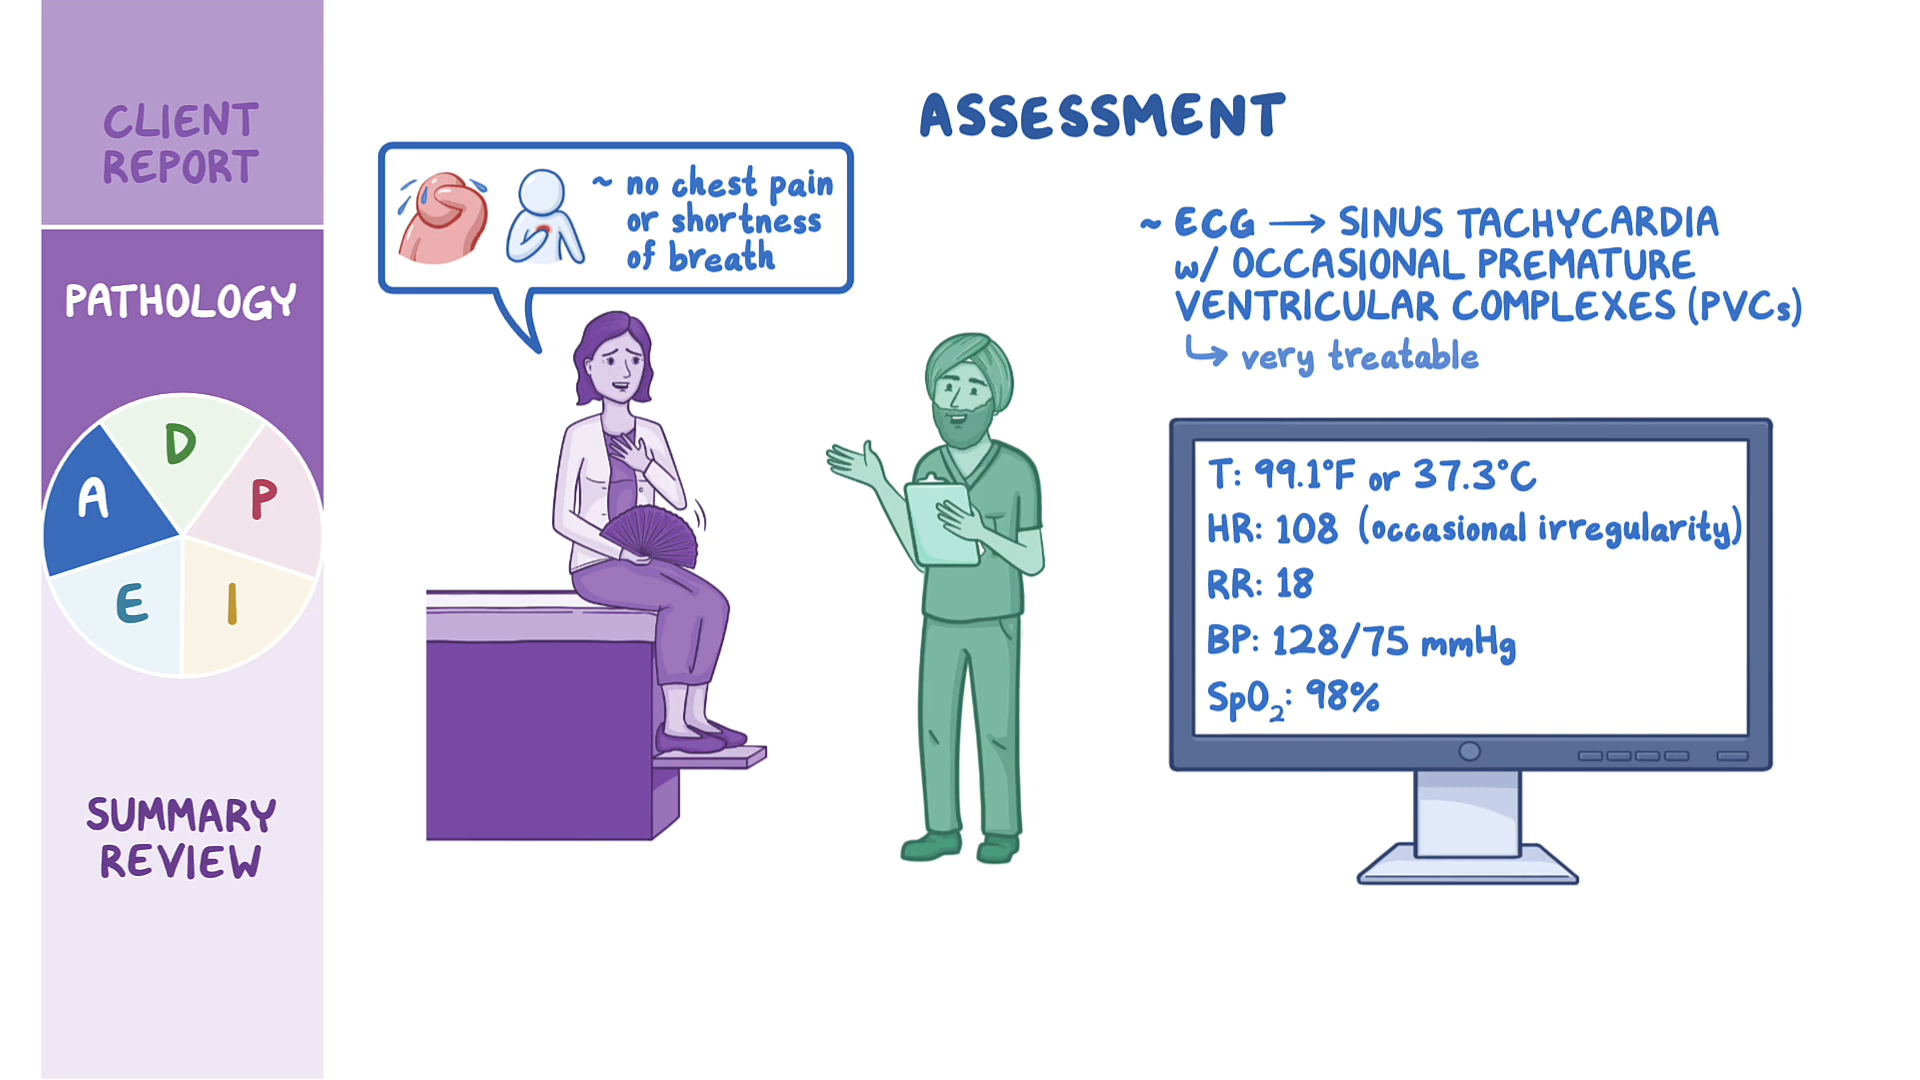 CLIENT
REPORT
PATHOLOGY
A
D
P
E
I
SUMMARY
REVIEW
ASSESSMENT
~ no chest pain
or shortness
of breath
~ ECG → SINUS TACHYCARDIA
w/ OCCASIONAL PREMATURE
VENTRICULAR COMPLEXES (PVCs)
↳ very treatable
T: 99.1°F or 37.3°C
HR: 108 (occasional irregularity)
RR: 18
BP: 128/75 mmHg
SpO₂: 98%